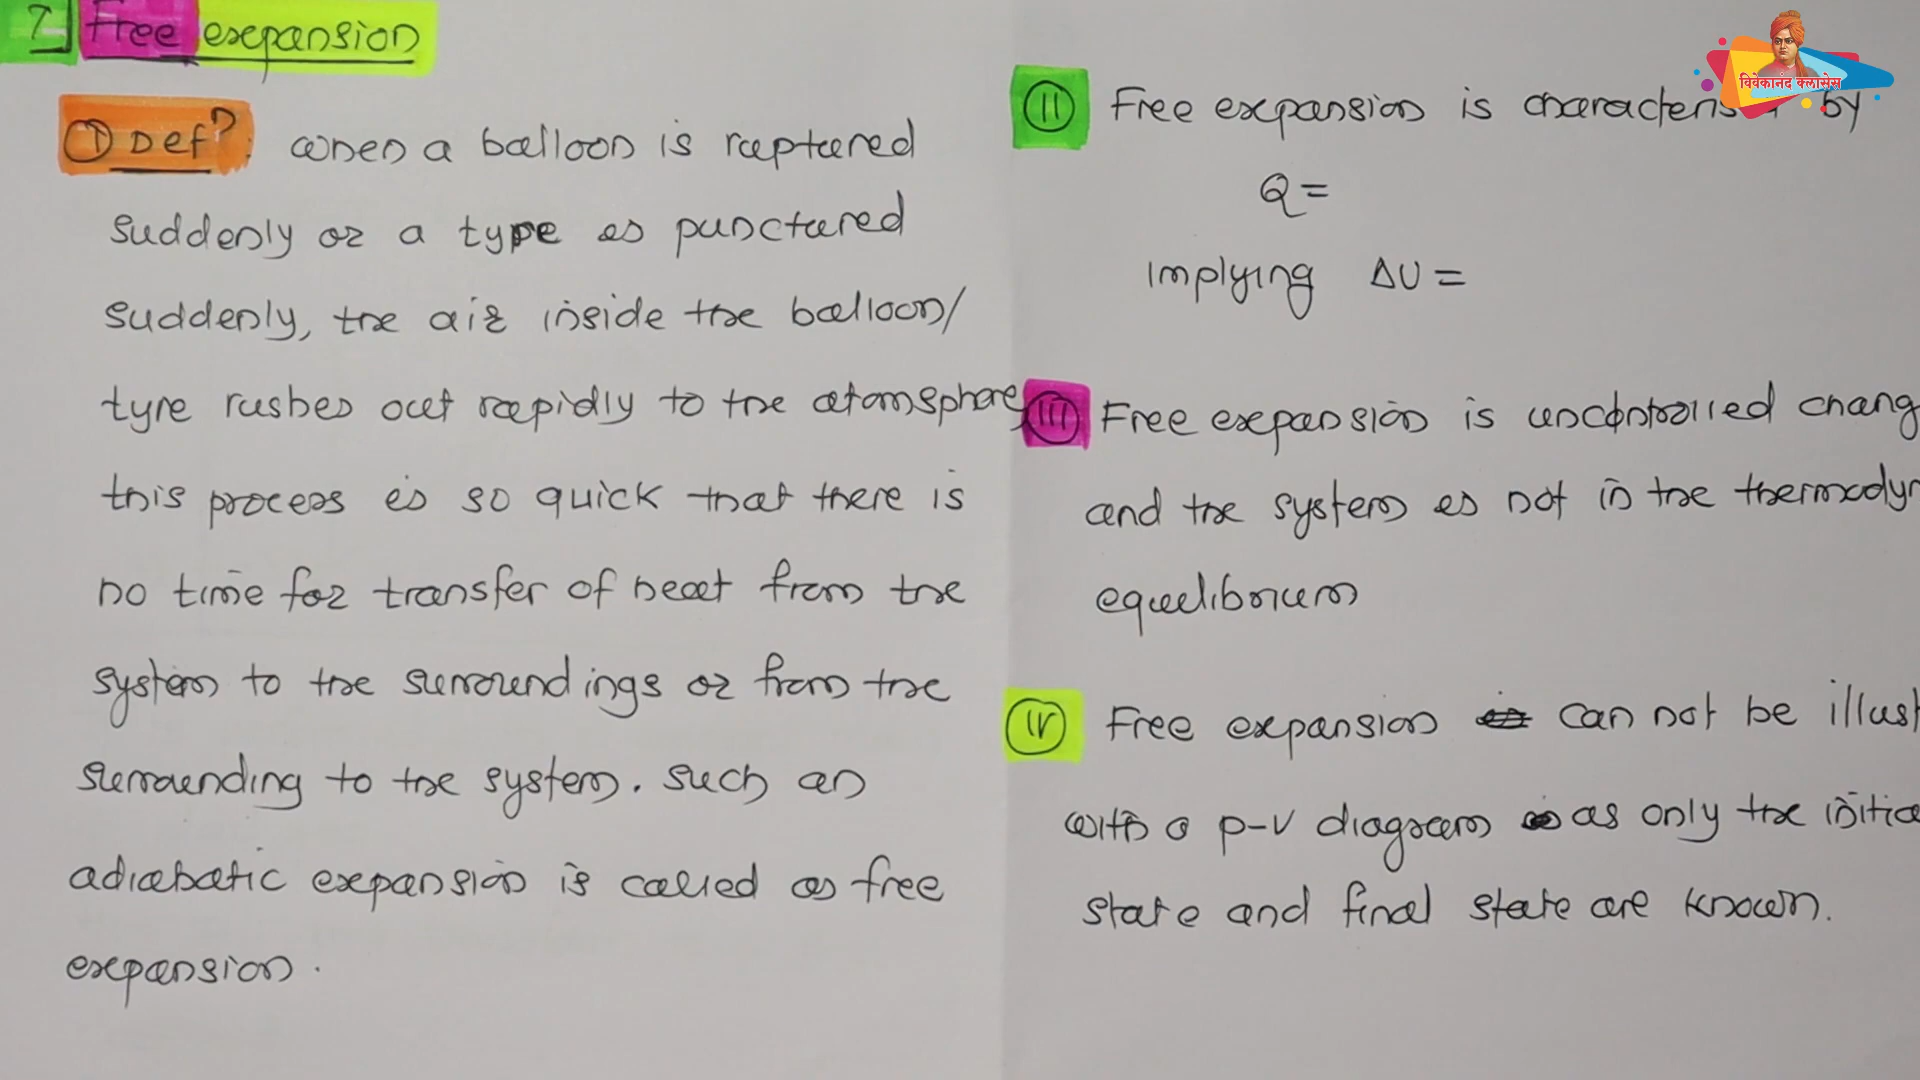 7] Free expansion
I Defn: when a balloon is ruptured
suddenly or a type is punctured
suddenly, the air inside the balloon/
tyre rushes out rapidly to the atomsphere,
this process is so quick that there is
no time for transfer of heat from the
system to the surroundings or from the
surrounding to the system. such an
adiabatic expansion is called as free
expansion.
विवेकानंद क्लासेस
II Free expansion is by
Q =
implying ΔU =
III Free expansion is uncontrolled chang
and the system is not in the thermodyn
equilibrium
IV Free expansion can not be illust
with a p-v diagram as only the initia
state and final state are known.